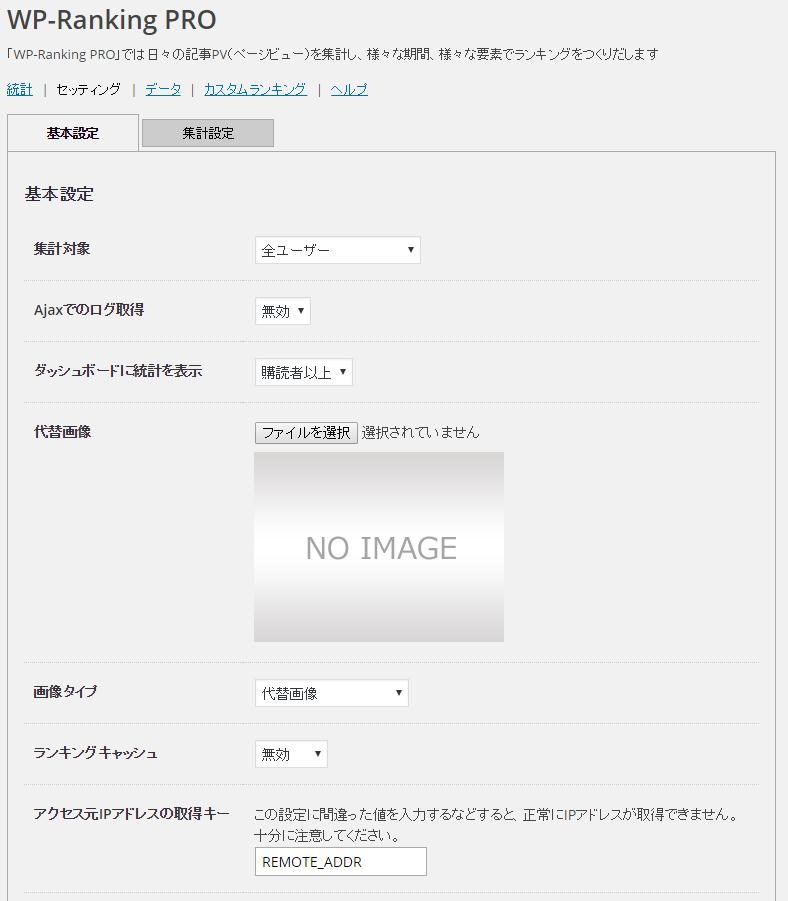 WP-Ranking PRO
「WP-Ranking PRO」では日々の記事PV(ページビュー)を集計し、様々な期間、様々な要素でランキングをつくりだします
統計 | セッティング | データ | カスタムランキング | ヘルプ
基本設定 集計設定
基本設定
集計対象 全ユーザー
Ajaxでのログ取得 無効
ダッシュボードに統計を表示 購読者以上
代替画像 ファイルを選択 選択されていません
NO IMAGE
画像タイプ 代替画像
ランキングキャッシュ 無効
アクセス元IPアドレスの取得キー この設定に間違った値を入力するなどすると、正常にIPアドレスが取得できません。
十分に注意してください。
REMOTE_ADDR